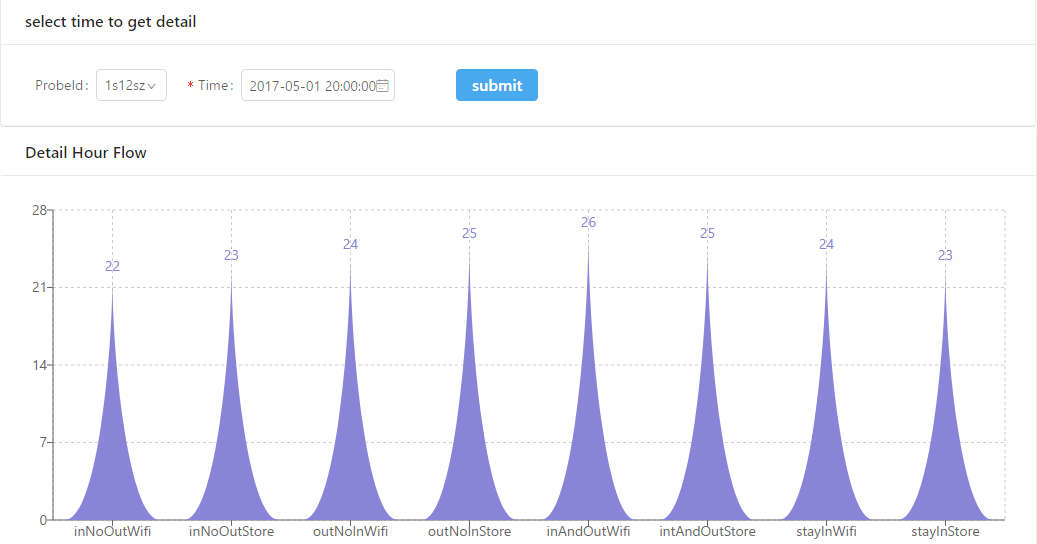 select time to get detail
ProbeId: 1s12sz * Time: 2017-05-01 20:00:00 submit
Detail Hour Flow
28
26
25 25
24 24
23 23
22
21
14
7
0
inNoOutWifi inNoOutStore outNoInWifi outNoInStore inAndOutWifi intAndOutStore stayInWifi stayInStore